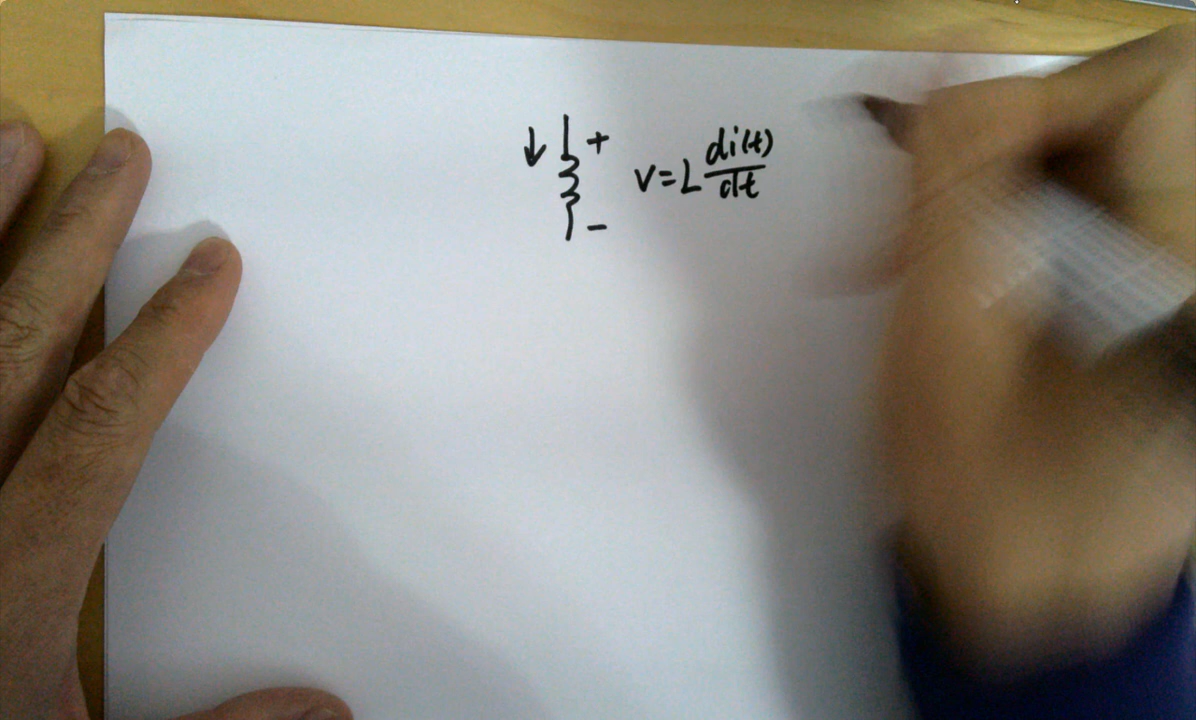 ↓ + v=L di(t)/dt
−